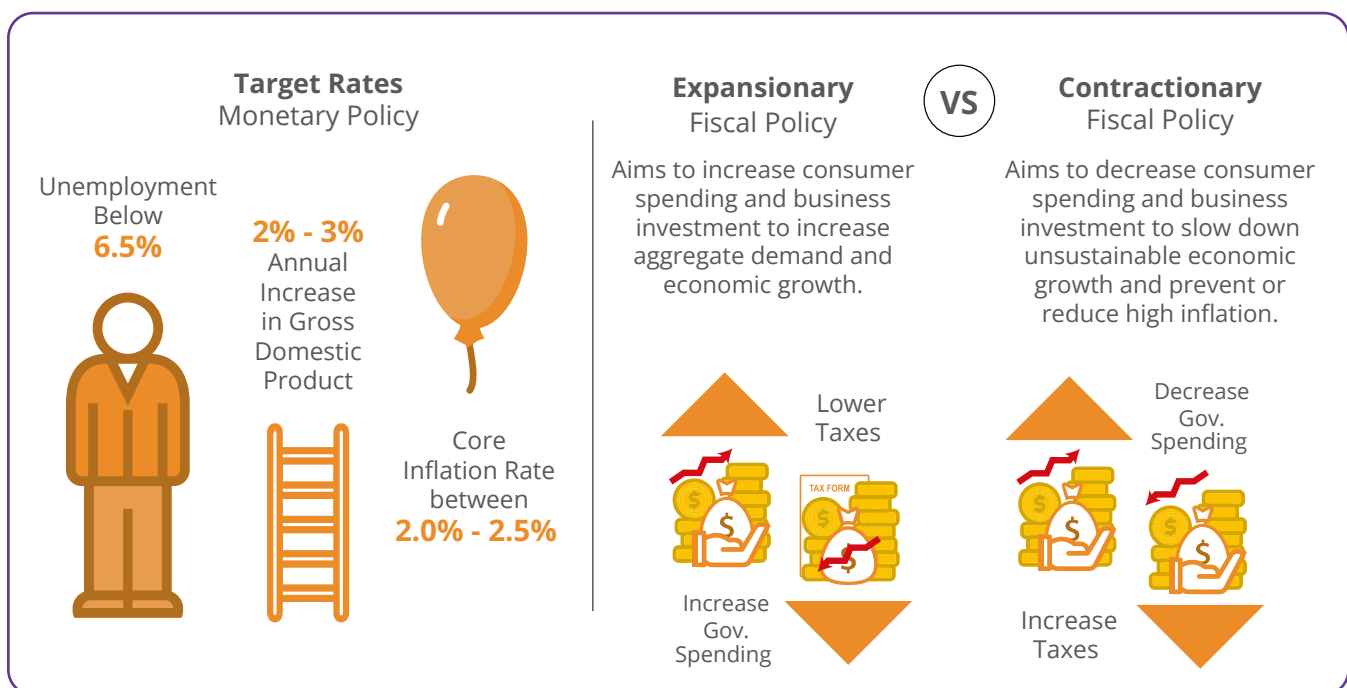 Target Rates
Monetary Policy
Unemployment
Below
6.5%
2% - 3%
Annual
Increase
in Gross
Domestic
Product
Core
Inflation Rate
between
2.0% - 2.5%
Expansionary
Fiscal Policy
Aims to increase consumer
spending and business
investment to increase
aggregate demand and
economic growth.
Lower
Taxes
TAX FORM
$
$
$
$
Increase
Gov.
Spending
VS
Contractionary
Fiscal Policy
Aims to decrease consumer
spending and business
investment to slow down
unsustainable economic
growth and prevent or
reduce high inflation.
Decrease
Gov.
Spending
$
$
$
$
Increase
Taxes